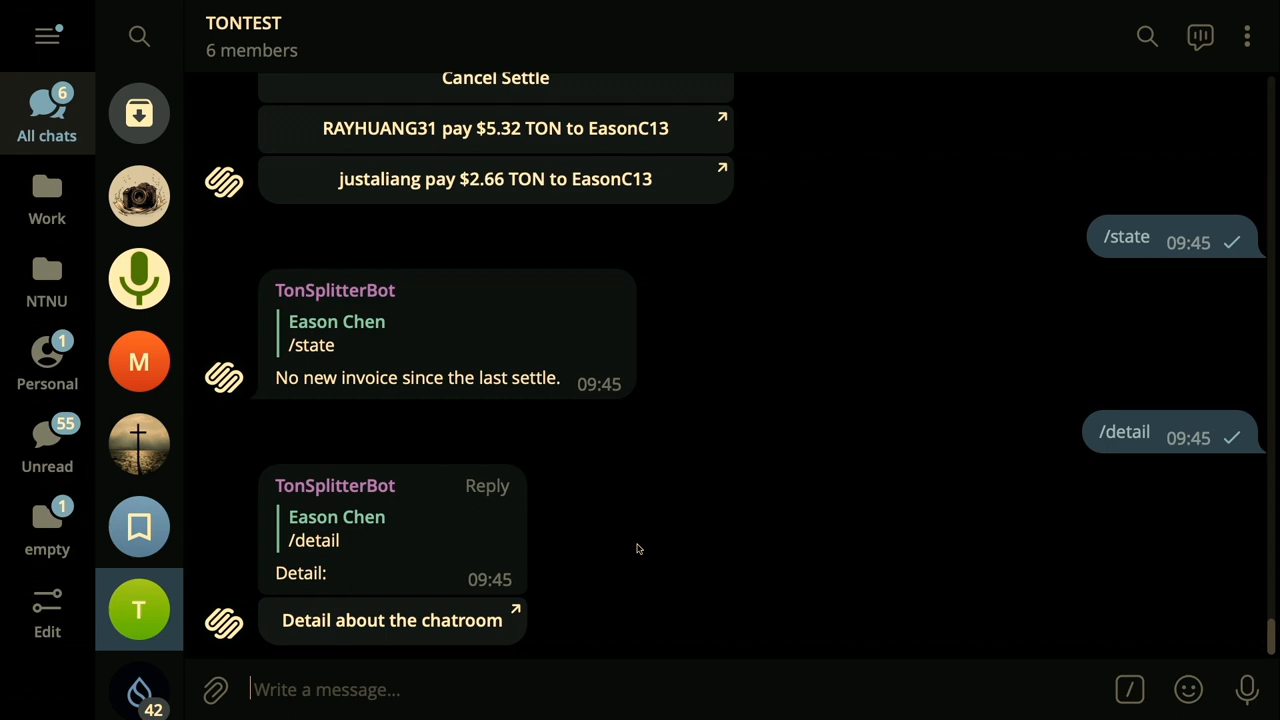 TONTEST
6 members
6
All chats
Work
NTNU
1
Personal
55
Unread
1
empty
Edit
M
T
42
Cancel Settle
RAYHUANG31 pay $5.32 TON to EasonC13
justaliang pay $2.66 TON to EasonC13
/state 09:45
TonSplitterBot
Eason Chen
/state
No new invoice since the last settle. 09:45
/detail 09:45
TonSplitterBot Reply
Eason Chen
/detail
Detail: 09:45
Detail about the chatroom
Write a message...